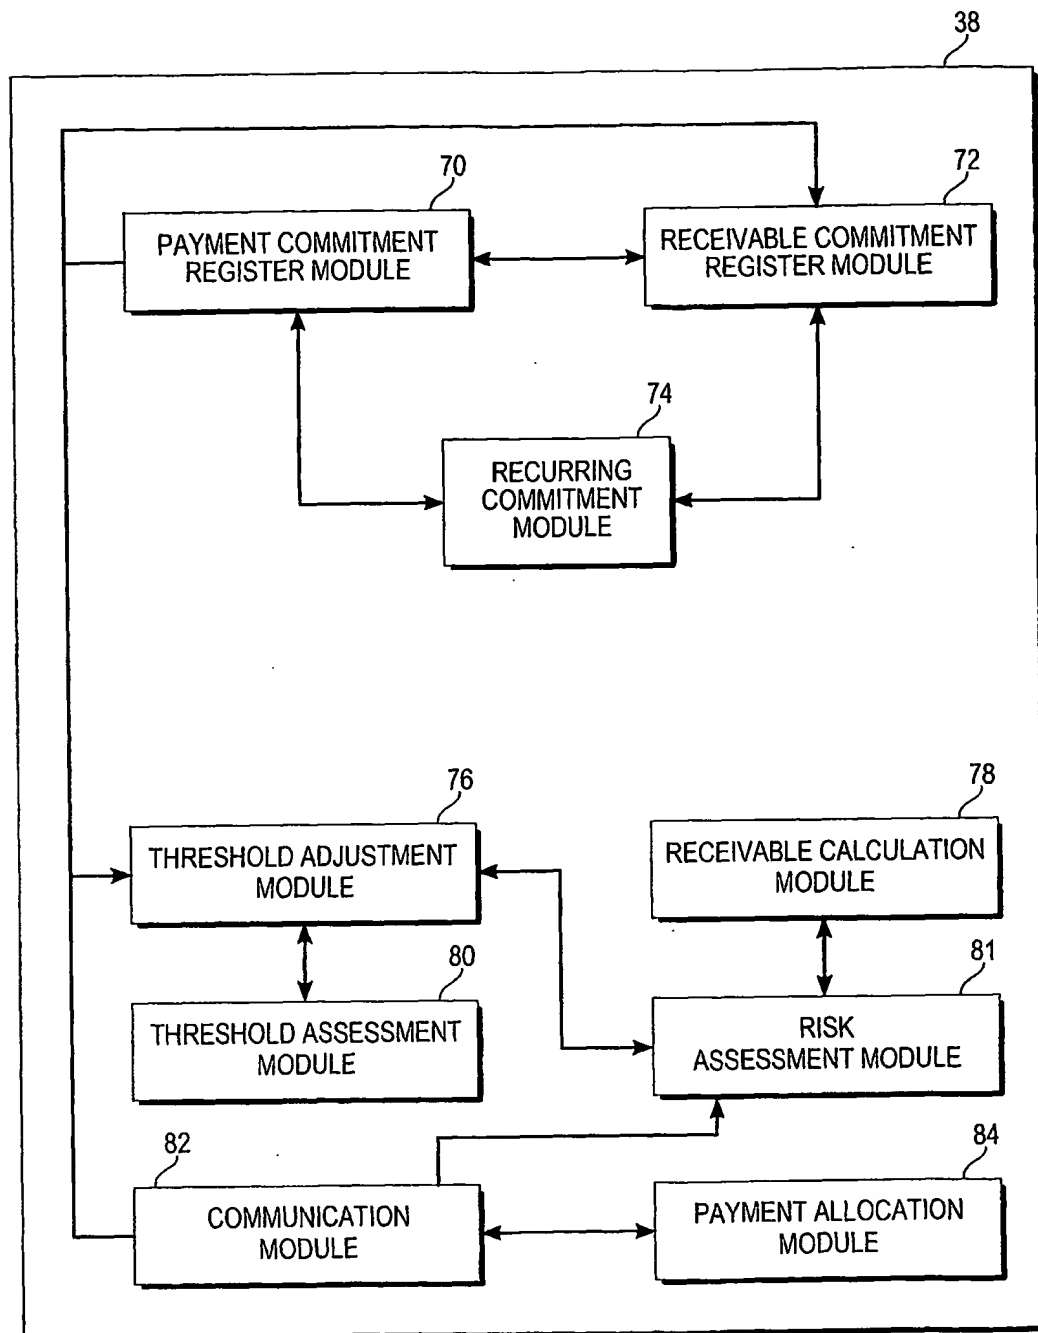 38
70
PAYMENT COMMITMENT
REGISTER MODULE
72
RECEIVABLE COMMITMENT
REGISTER MODULE
74
RECURRING
COMMITMENT
MODULE
76
THRESHOLD ADJUSTMENT
MODULE
78
RECEIVABLE CALCULATION
MODULE
80
THRESHOLD ASSESSMENT
MODULE
81
RISK
ASSESSMENT MODULE
82
COMMUNICATION
MODULE
84
PAYMENT ALLOCATION
MODULE